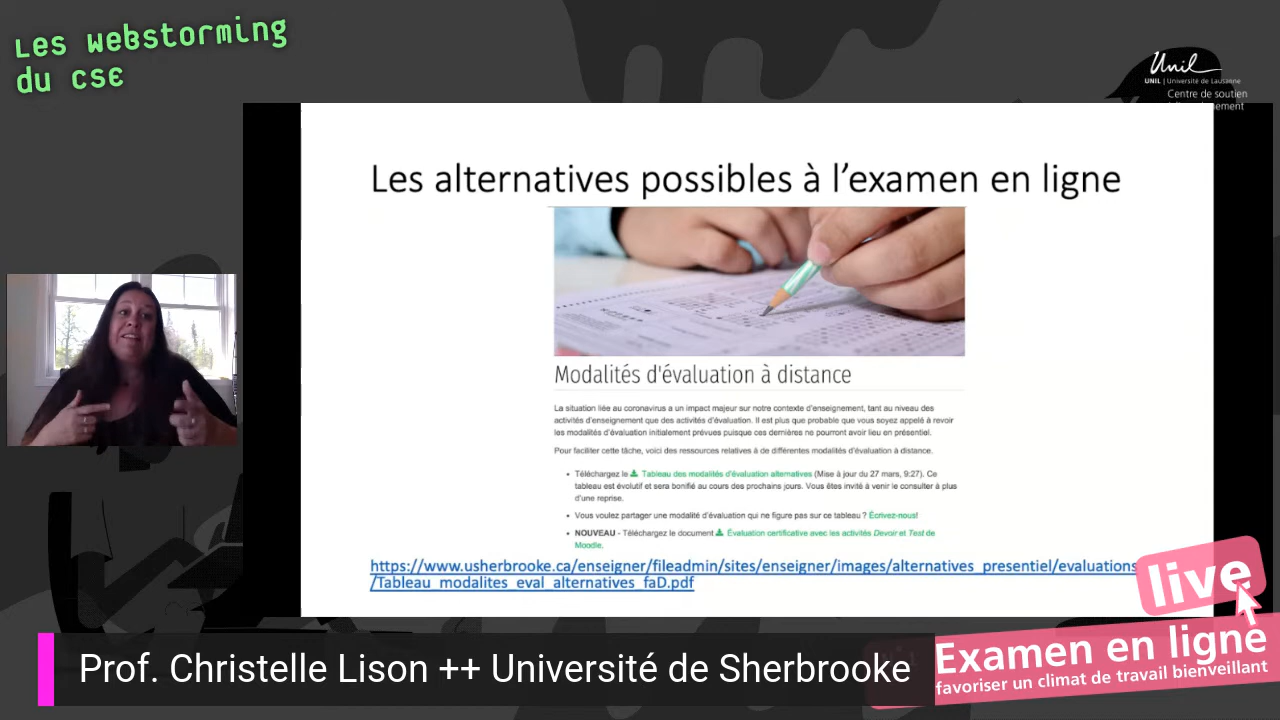 Les webstorming
du cse
Unil
UNIL | Université de Lausanne
Centre de soutien
Les alternatives possibles à l'examen en ligne
Modalités d'évaluation à distance
La situation liée au coronavirus a un impact majeur sur notre contexte d'enseignement, tant au niveau des
activités d'enseignement que des activités d'évaluation. Il est plus que probable que vous soyez appelé à revoir
les modalités d'évaluation initialement prévues puisque ces dernières ne pourront avoir lieu en présentiel.
Pour faciliter cette tâche, voici des ressources relatives à de différentes modalités d'évaluation à distance.
• Téléchargez le Tableau des modalités d'évaluation alternatives (Mise à jour du 27 mars, 9:27). Ce
tableau est évolutif et sera bonifié au cours des prochains jours. Vous êtes invité à venir le consulter à plus
d'une reprise.
• Vous voulez partager une modalité d'évaluation qui ne figure pas sur ce tableau ? Écrivez-nous!
• NOUVEAU - Téléchargez le document Évaluation certificative avec les activités Devoir et Test de
Moodle.
https://www.usherbrooke.ca/enseigner/fileadmin/sites/enseigner/images/alternatives_presentiel/evaluations
/Tableau_modalites_eval_alternatives_faD.pdf
live
Examen en ligne
favoriser un climat de travail bienveillant
Prof. Christelle Lison ++ Université de Sherbrooke